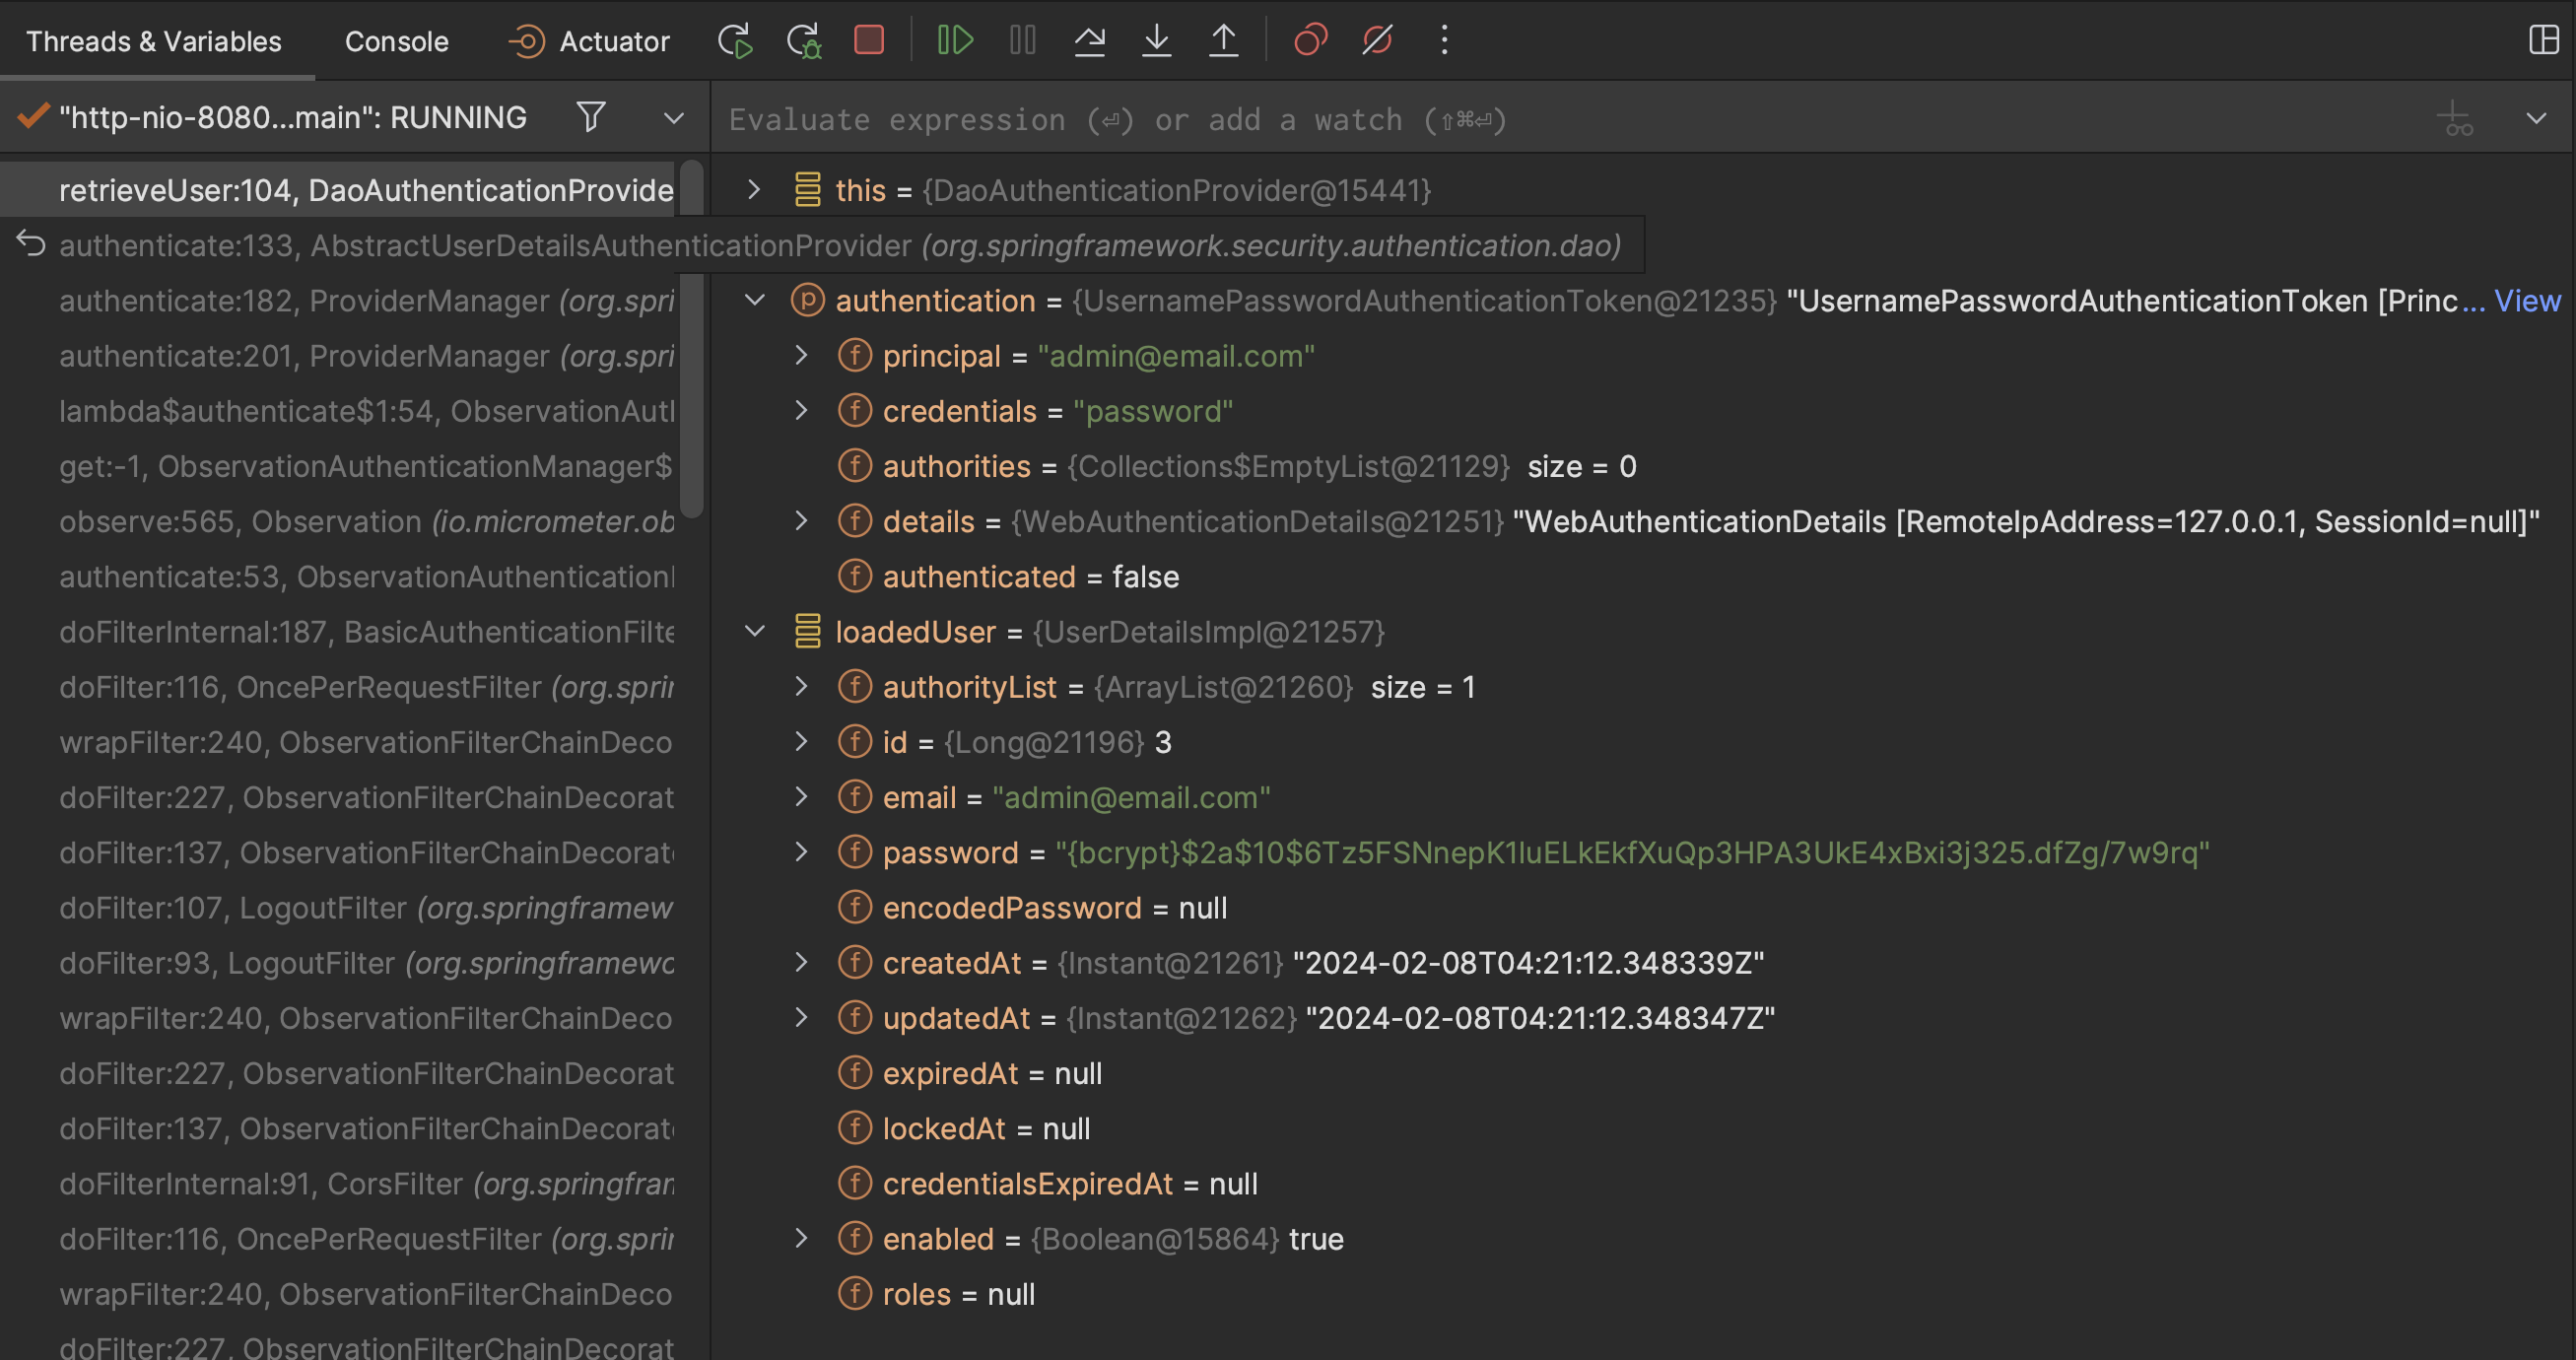 Threads & Variables Console Actuator
"http-nio-8080...main": RUNNING
Evaluate expression (⏎) or add a watch (⇧⌘⏎)
retrieveUser:104, DaoAuthenticationProvide
authenticate:133, AbstractUserDetailsAuthenticationProvider (org.springframework.security.authentication.dao)
authenticate:182, ProviderManager (org.spri
authenticate:201, ProviderManager (org.spri
lambda$authenticate$1:54, ObservationAut
get:-1, ObservationAuthenticationManager$
observe:565, Observation (io.micrometer.ob
authenticate:53, ObservationAuthentication
doFilterInternal:187, BasicAuthenticationFilte
doFilter:116, OncePerRequestFilter (org.sprin
wrapFilter:240, ObservationFilterChainDeco
doFilter:227, ObservationFilterChainDecorat
doFilter:137, ObservationFilterChainDecorat
doFilter:107, LogoutFilter (org.springframew
doFilter:93, LogoutFilter (org.springframewo
wrapFilter:240, ObservationFilterChainDeco
doFilter:227, ObservationFilterChainDecorat
doFilter:137, ObservationFilterChainDecorat
doFilterInternal:91, CorsFilter (org.springfran
doFilter:116, OncePerRequestFilter (org.sprin
wrapFilter:240, ObservationFilterChainDeco
doFilter:227, ObservationFilterChainDecorat
this = {DaoAuthenticationProvider@15441}
authentication = {UsernamePasswordAuthenticationToken@21235} "UsernamePasswordAuthenticationToken [Princ... View
principal = "admin@email.com"
credentials = "password"
authorities = {Collections$EmptyList@21129} size = 0
details = {WebAuthenticationDetails@21251} "WebAuthenticationDetails [RemoteIpAddress=127.0.0.1, SessionId=null]"
authenticated = false
loadedUser = {UserDetailsImpl@21257}
authorityList = {ArrayList@21260} size = 1
id = {Long@21196} 3
email = "admin@email.com"
password = "{bcrypt}$2a$10$6Tz5FSNnepK1luELkEkfXuQp3HPA3UkE4xBxi3j325.dfZg/7w9rq"
encodedPassword = null
createdAt = {Instant@21261} "2024-02-08T04:21:12.348339Z"
updatedAt = {Instant@21262} "2024-02-08T04:21:12.348347Z"
expiredAt = null
lockedAt = null
credentialsExpiredAt = null
enabled = {Boolean@15864} true
roles = null